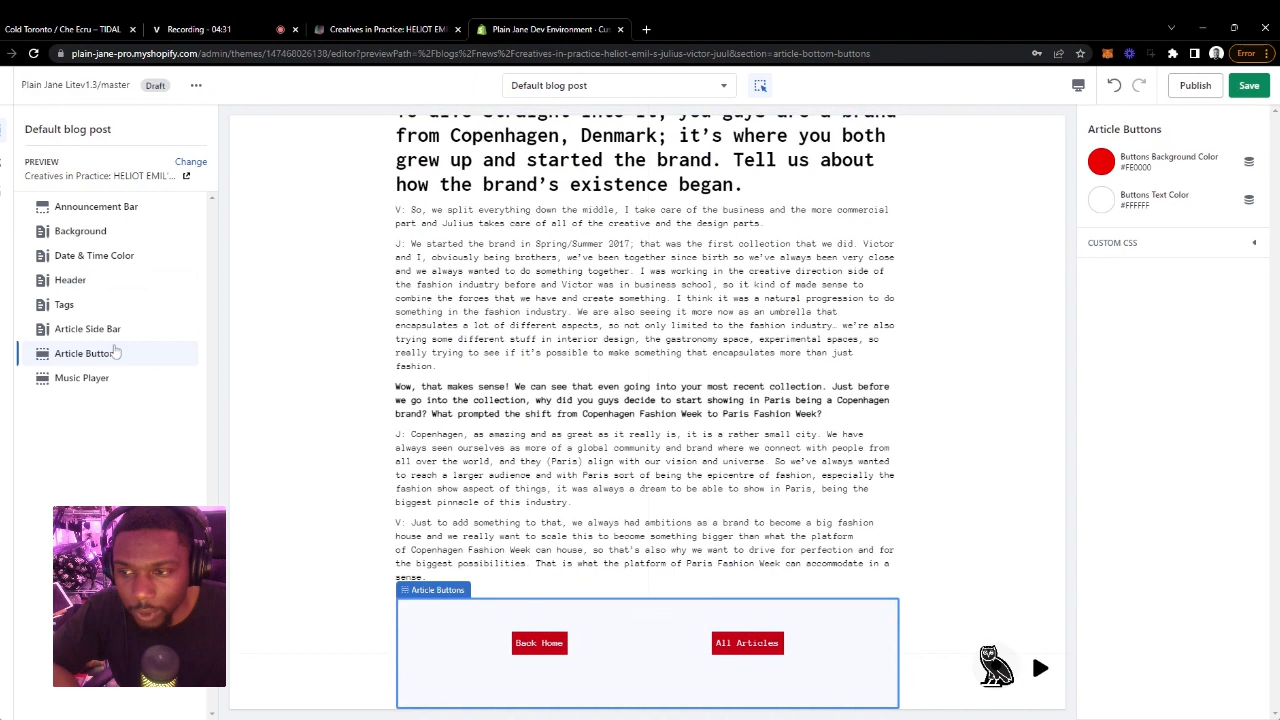 Cold Toronto / Che Ecru – TIDAL
Recording - 04:31
Creatives in Practice: HELIOT EMI
Plain Jane Dev Environment · Cus
plain-jane-pro.myshopify.com/admin/themes/147468026138/editor?previewPath=%2Fblogs%2Fnews%2Fcreatives-in-practice-heliot-emil-s-julius-victor-juul&section=article-bottom-buttons
Error
Plain Jane Litev1.3/master
Draft
Default blog post
Publish
Save
Default blog post
PREVIEW
Change
Creatives in Practice: HELIOT EMIL'...
Announcement Bar
Background
Date & Time Color
Header
Tags
Article Side Bar
Article Button
Music Player
To dive straight into it, you guys are a brand
from Copenhagen, Denmark; it's where you both
grew up and started the brand. Tell us about
how the brand's existence began.
V: So, we split everything down the middle, I take care of the business and the more commercial
part and Julius takes care of all of the creative and the design parts.
J: We started the brand in Spring/Summer 2017; that was the first collection that we did. Victor
and I, obviously being brothers, we've been together since birth so we've always been very close
and we always wanted to do something together. I was working in the creative direction side of
the fashion industry before and Victor was in business school, so it kind of made sense to
combine the forces that we have and create something. I think it was a natural progression to do
something in the fashion industry. We are also seeing it more now as an umbrella that
encapsulates a lot of different aspects, so not only limited to the fashion industry… we're also
trying some different stuff in interior design, the gastronomy space, experimental spaces, so
really trying to see if it's possible to make something that encapsulates more than just
fashion.
Wow, that makes sense! We can see that even going into your most recent collection. Just before
we go into the collection, why did you guys decide to start showing in Paris being a Copenhagen
brand? What prompted the shift from Copenhagen Fashion Week to Paris Fashion Week?
J: Copenhagen, as amazing and as great as it really is, it is a rather small city. We have
always seen ourselves as more of a global community and brand where we connect with people from
all over the world, and they (Paris) align with our vision and universe. So we've always wanted
to reach a larger audience and with Paris sort of being the epicentre of fashion, especially the
fashion show aspect of things, it was always a dream to be able to show in Paris, being the
biggest pinnacle of this industry.
V: Just to add something to that, we always had ambitions as a brand to become a big fashion
house and we really want to scale this to become something bigger than what the platform
of Copenhagen Fashion Week can house, so that's also why we want to drive for perfection and for
the biggest possibilities. That is what the platform of Paris Fashion Week can accommodate in a
sense.
Article Buttons
Back Home
All Articles
Article Buttons
Buttons Background Color
#FE0000
Buttons Text Color
#FFFFFF
CUSTOM CSS